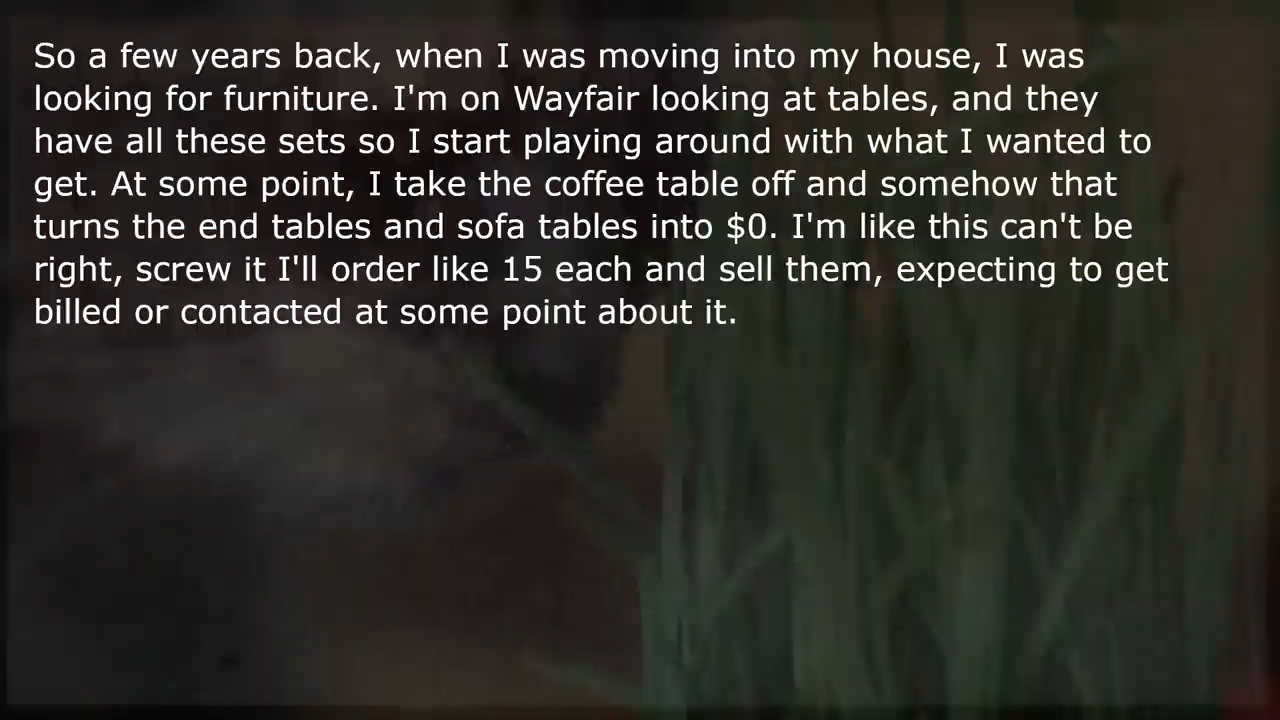 So a few years back, when I was moving into my house, I was
looking for furniture. I'm on Wayfair looking at tables, and they
have all these sets so I start playing around with what I wanted to
get. At some point, I take the coffee table off and somehow that
turns the end tables and sofa tables into $0. I'm like this can't be
right, screw it I'll order like 15 each and sell them, expecting to get
billed or contacted at some point about it.